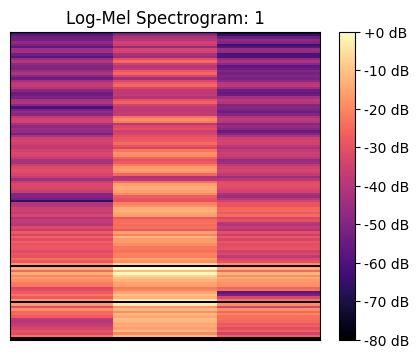 Log-Mel Spectrogram: 1
+0 dB
-10 dB
-20 dB
-30 dB
-40 dB
-50 dB
-60 dB
-70 dB
-80 dB